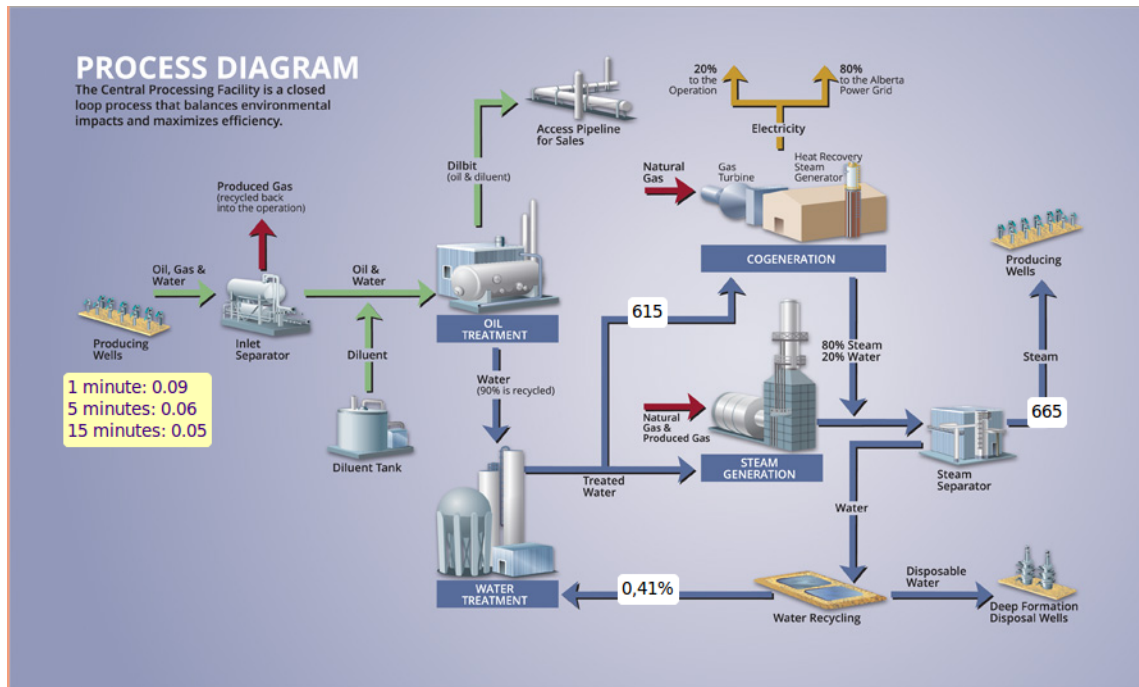 PROCESS DIAGRAM
The Central Processing Facility is a closed
loop process that balances environmental
impacts and maximizes efficiency.
Access Pipeline
for Sales
20%
to the
Operation
80%
to the Alberta
Power Grid
Electricity
Dilbit
(oil & diluent)
Natural
Gas
Gas
Turbine
Heat Recovery
Steam
Generator
Produced Gas
(recycled back
into the operation)
COGENERATION
Producing
Wells
Oil, Gas &
Water
Oil &
Water
Producing
Wells
Inlet
Separator
OIL
TREATMENT
615
80% Steam
20% Water
Steam
Diluent
Water
(90% is recycled)
1 minute: 0.09
5 minutes: 0.06
15 minutes: 0.05
Natural
Gas &
Produced Gas
665
Diluent Tank
Treated
Water
STEAM
GENERATION
Steam
Separator
Water
WATER
TREATMENT
0,41%
Water Recycling
Disposable
Water
Deep Formation
Disposal Wells